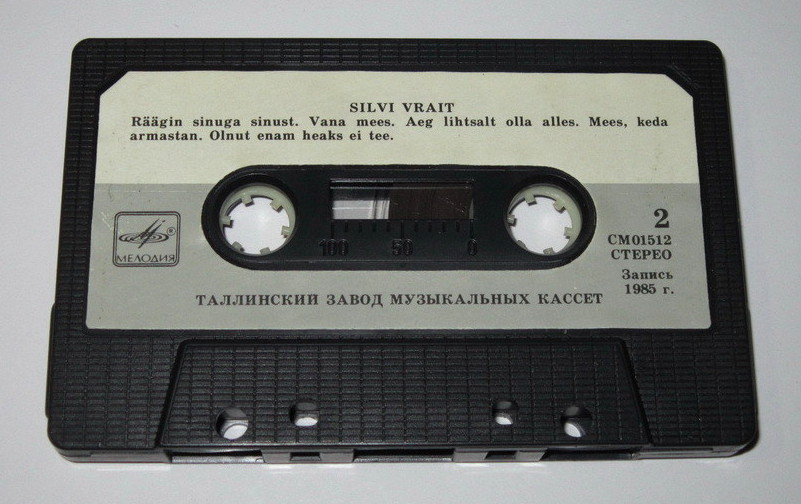 SILVI VRAIT
Räägin sinuga sinust. Vana mees. Aeg lihtsalt olla alles. Mees, keda
armastan. Olnut enam heaks ei tee.
2
СМ01512
СТЕРЕО
Запись
1985 г.
®
МЕЛОДИЯ
100 50 0
ТАЛЛИНСКИЙ ЗАВОД МУЗЫКАЛЬНЫХ КАССЕТ